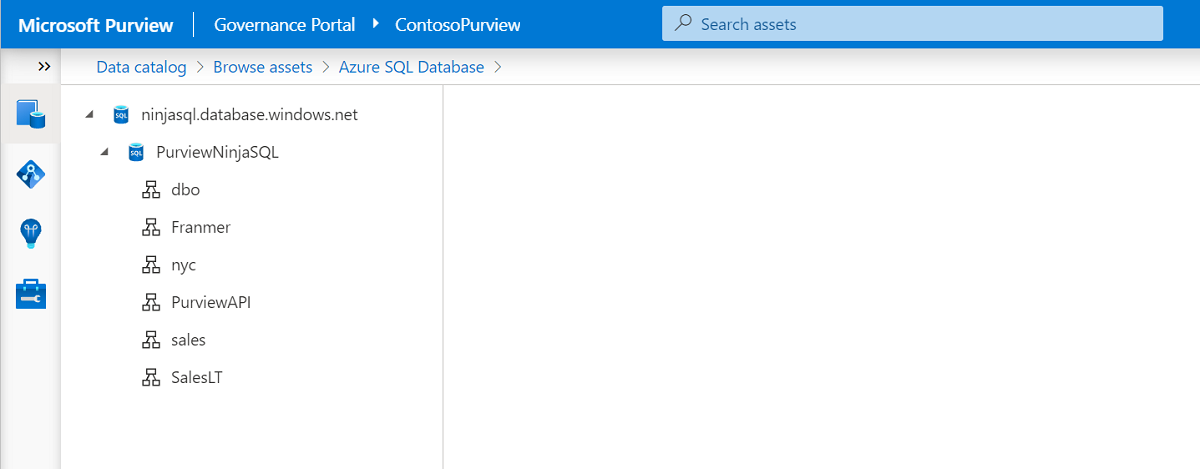 Microsoft Purview Governance Portal ContosoPurview Search assets
Data catalog Browse assets Azure SQL Database
SQL ninjasql.database.windows.net
SQL PurviewNinjaSQL
dbo
Franmer
nyc
PurviewAPI
sales
SalesLT